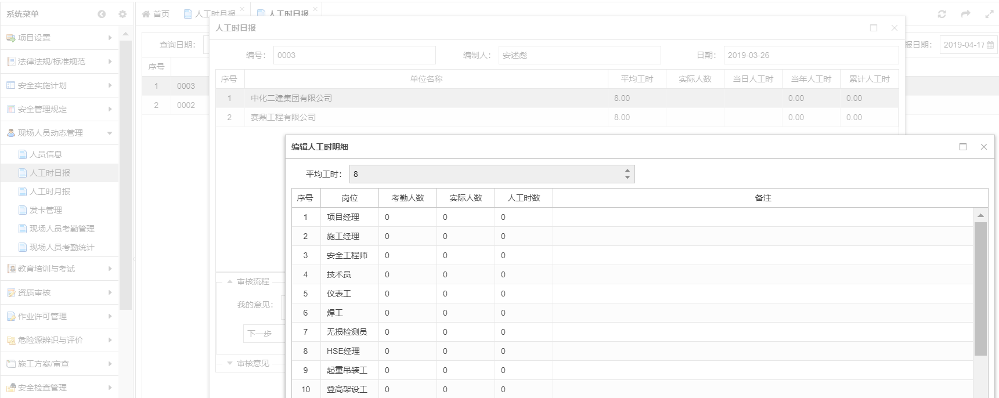 系统菜单
首页
人工时月报
人工时日报
项目设置
法律法规/标准规范
安全实施计划
安全管理规定
现场人员动态管理
人员信息
人工时日报
人工时月报
发卡管理
现场人员考勤管理
现场人员考勤统计
教育培训与考试
资质审核
作业许可管理
危险源辨识与评价
施工方案/审查
安全检查管理
查询日期：
报日期： 2019-04-17
序号
1 0003
2 0002
人工时日报
编号： 0003 编制人： 安述彪 日期： 2019-03-26
序号 单位名称 平均工时 实际人数 当日人工时 当年人工时 累计人工时
1 中化二建集团有限公司 8.00 0.00 0.00
2 赛鼎工程有限公司 8.00 0.00 0.00
审核流程
我的意见：
下一步
审核意见
编辑人工时明细
平均工时： 8
序号 岗位 考勤人数 实际人数 人工时数 备注
1 项目经理 0 0 0
2 施工经理 0 0 0
3 安全工程师 0 0 0
4 技术员 0 0 0
5 仪表工 0 0 0
6 焊工 0 0 0
7 无损检测员 0 0 0
8 HSE经理 0 0 0
9 起重吊装工 0 0 0
10 登高架设工 0 0 0